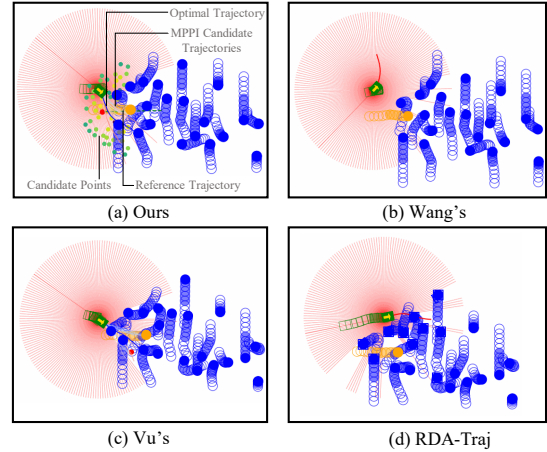 Optimal Trajectory
MPPI Candidate
Trajectories
Candidate Points
Reference Trajectory
(a) Ours
(b) Wang's
(c) Vu's
(d) RDA-Traj